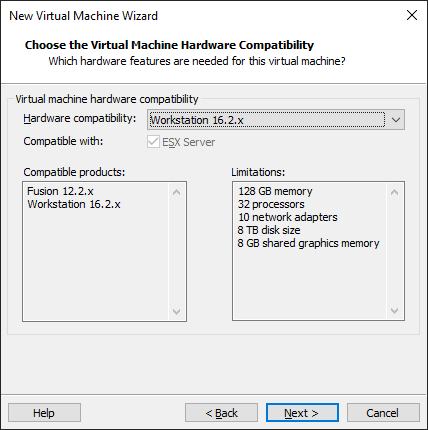 New Virtual Machine Wizard
Choose the Virtual Machine Hardware Compatibility
Which hardware features are needed for this virtual machine?
Virtual machine hardware compatibility
Hardware compatibility: Workstation 16.2.x
Compatible with: ESX Server
Compatible products:
Fusion 12.2.x
Workstation 16.2.x
Limitations:
128 GB memory
32 processors
10 network adapters
8 TB disk size
8 GB shared graphics memory
Help < Back Next > Cancel